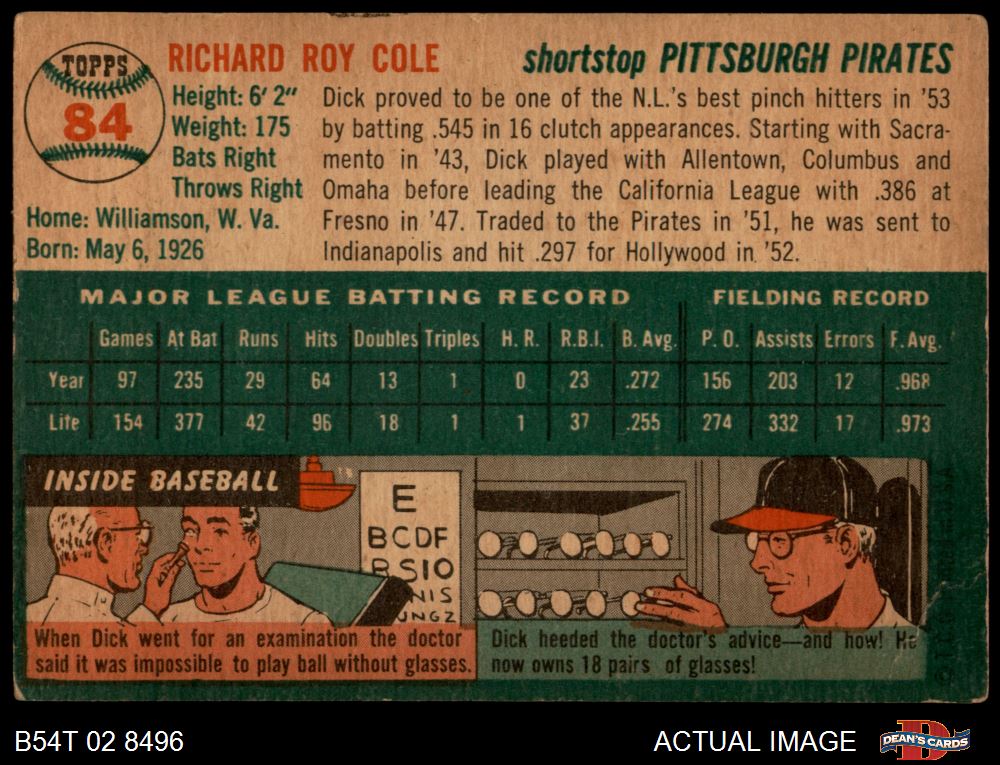 TOPPS
84
RICHARD ROY COLE
shortstop PITTSBURGH PIRATES
Height: 6' 2"
Weight: 175
Bats Right
Throws Right
Home: Williamson, W. Va.
Born: May 6, 1926
Dick proved to be one of the N.L.'s best pinch hitters in '53
by batting .545 in 16 clutch appearances. Starting with Sacra-
mento in '43, Dick played with Allentown, Columbus and
Omaha before leading the California League with .386 at
Fresno in '47. Traded to the Pirates in '51, he was sent to
Indianapolis and hit .297 for Hollywood in '52.
MAJOR LEAGUE BATTING RECORD FIELDING RECORD
Games At Bat Runs Hits Doubles Triples H. R. R.B.I. B. Avg. P. O. Assists Errors F. Avg.
Year 97 235 29 64 13 1 0 23 .272 156 203 12 .968
Life 154 377 42 96 18 1 1 37 .255 274 332 17 .973
INSIDE BASEBALL
E
BCDF
RSIO
NIS
UNGZ
When Dick went for an examination the doctor
said it was impossible to play ball without glasses.
Dick heeded the doctor's advice—and how! He
now owns 18 pairs of glasses!
© T.C.G.
B54T 02 8496
ACTUAL IMAGE
DEAN'S CARDS